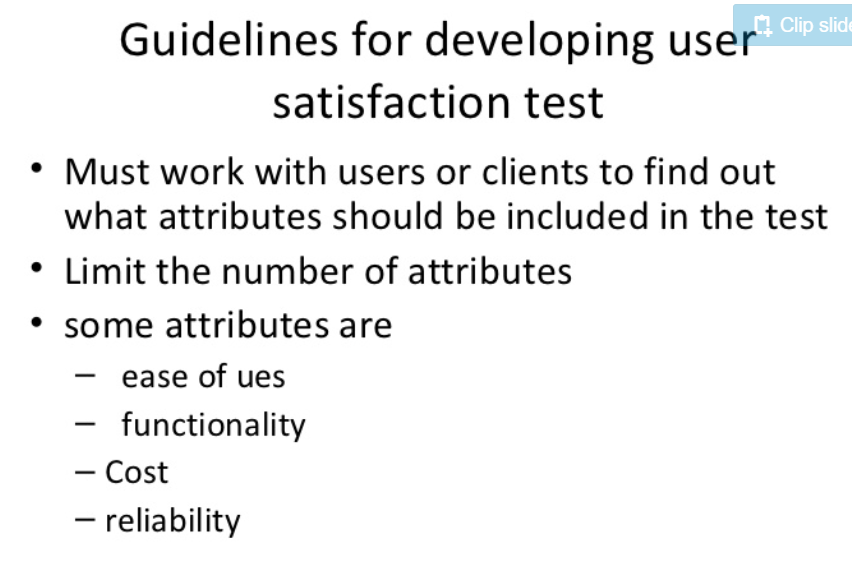 Guidelines for developing user
satisfaction test
Clip slide
• Must work with users or clients to find out
what attributes should be included in the test
• Limit the number of attributes
• some attributes are
– ease of ues
– functionality
– Cost
– reliability